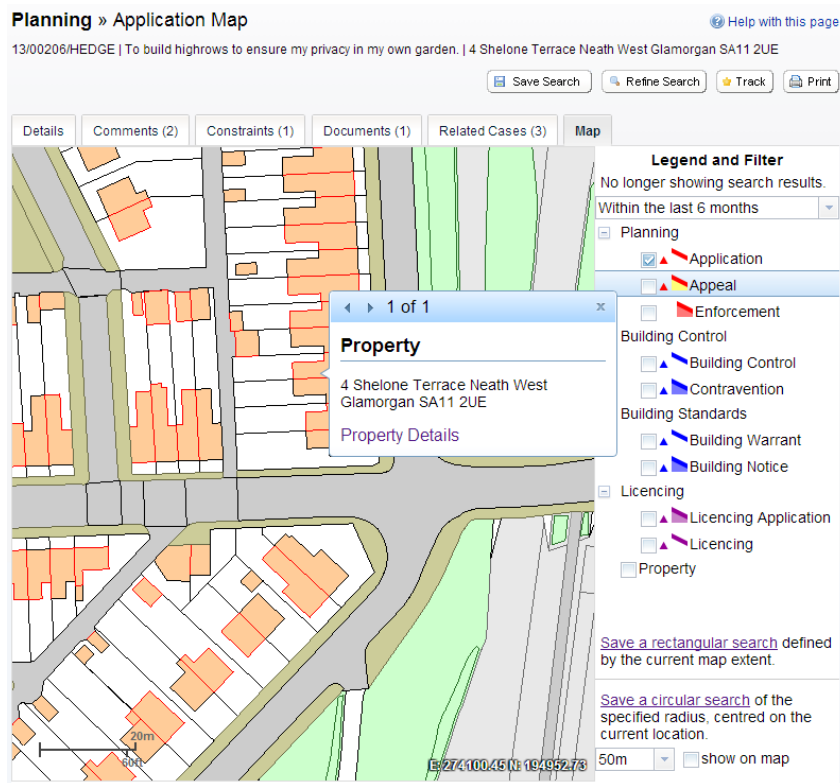 Planning » Application Map
Help with this page
13/00206/HEDGE | To build highrows to ensure my privacy in my own garden. | 4 Shelone Terrace Neath West Glamorgan SA11 2UE
Save Search
Refine Search
Track
Print
Details
Comments (2)
Constraints (1)
Documents (1)
Related Cases (3)
Map
Legend and Filter
No longer showing search results.
Within the last 6 months
Planning
Application
Appeal
Enforcement
Building Control
Building Control
Contravention
Building Standards
Building Warrant
Building Notice
Licencing
Licencing Application
Licencing
Property
Save a rectangular search defined
by the current map extent.
Save a circular search of the
specified radius, centred on the
current location.
50m
show on map
1 of 1
x
Property
4 Shelone Terrace Neath West
Glamorgan SA11 2UE
Property Details
20m
60ft
E: 274100.45 N: 194952.73